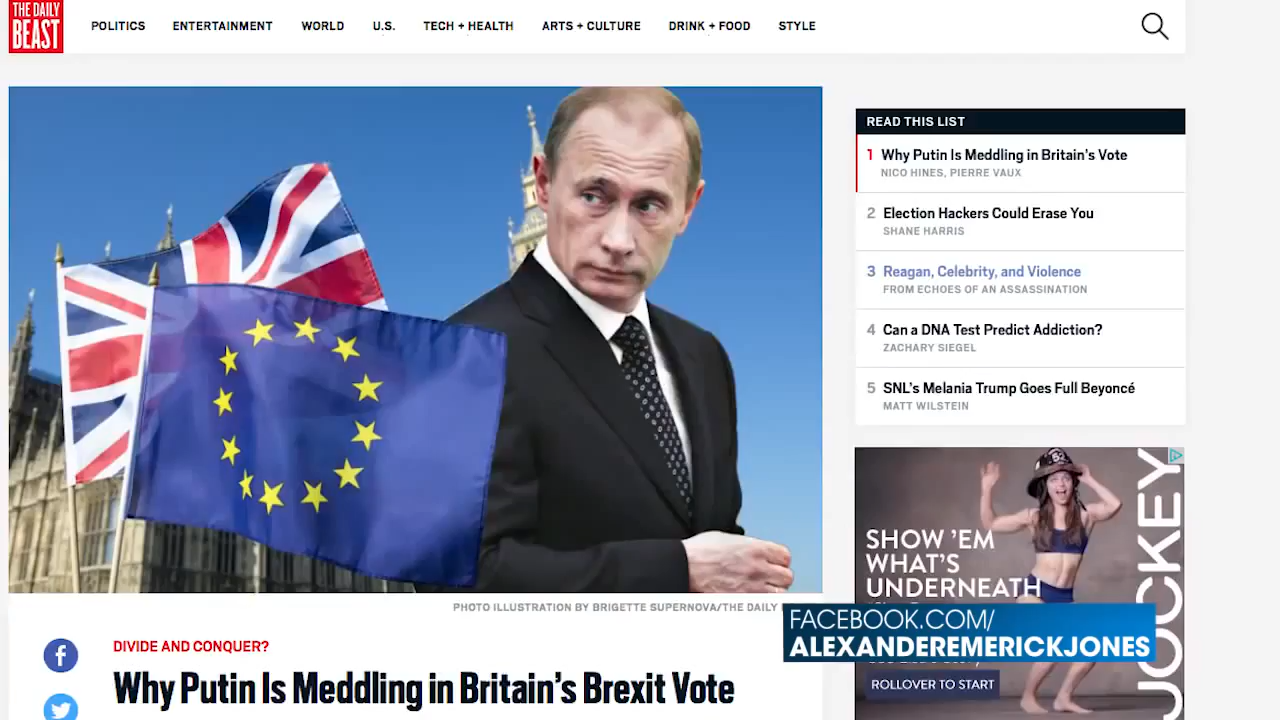 THE DAILY
BEAST
POLITICS
ENTERTAINMENT
WORLD
U.S.
TECH + HEALTH
ARTS + CULTURE
DRINK + FOOD
STYLE
READ THIS LIST
1 Why Putin Is Meddling in Britain's Vote
NICO HINES, PIERRE VAUX
2 Election Hackers Could Erase You
SHANE HARRIS
3 Reagan, Celebrity, and Violence
FROM ECHOES OF AN ASSASSINATION
4 Can a DNA Test Predict Addiction?
ZACHARY SIEGEL
5 SNL's Melania Trump Goes Full Beyoncé
MATT WILSTEIN
52
SHOW 'EM
WHAT'S
UNDERNEATH
JOCKEY
ROLLOVER TO START
PHOTO ILLUSTRATION BY BRIGETTE SUPERNOVA/THE DAILY
FACEBOOK.COM/
ALEXANDEREMERICKJONES
DIVIDE AND CONQUER?
Why Putin Is Meddling in Britain's Brexit Vote